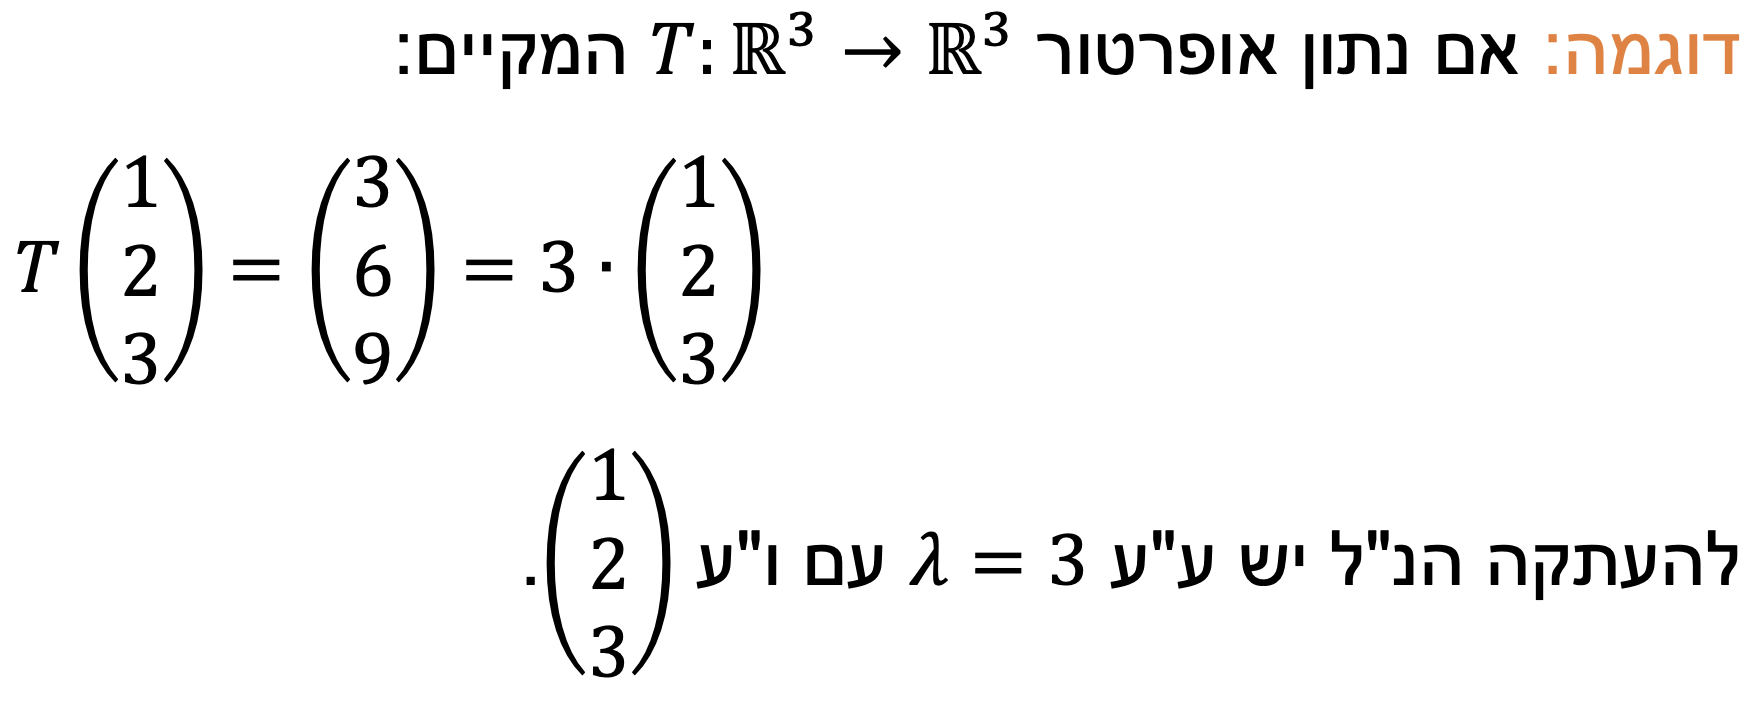 דוגמה: אם נתון אופרטור T: ℝ³ → ℝ³ המקיים:
T (1 2 3) = (3 6 9) = 3 · (1 2 3)
להעתקה הנ"ל יש ע"ע λ = 3 עם ו"ע (1 2 3).